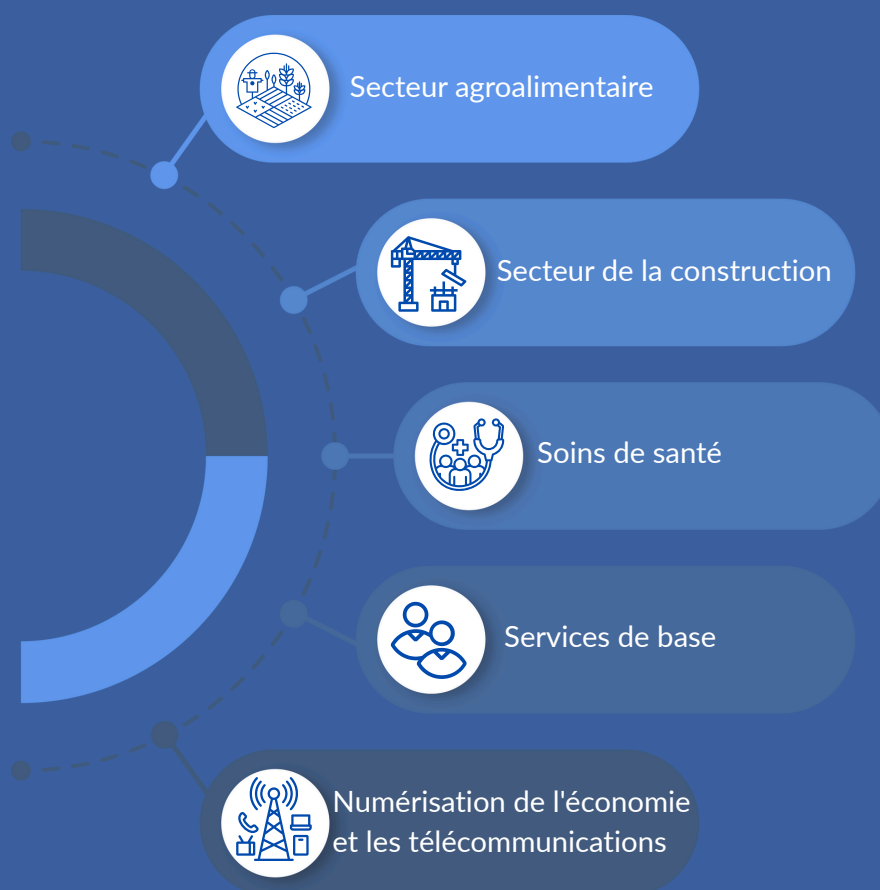 Secteur agroalimentaire
Secteur de la construction
Soins de santé
Services de base
Numérisation de l'économie
et les télécommunications